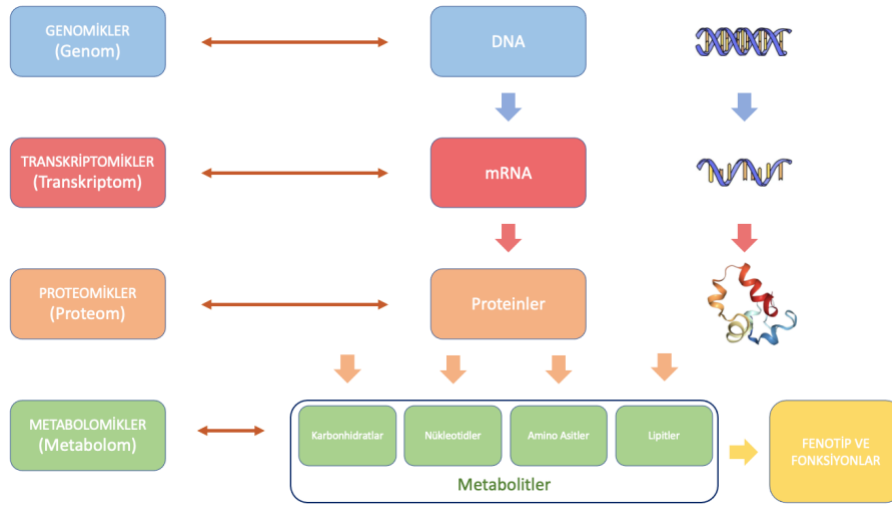 GENOMİKLER
(Genom)
DNA
TRANSKRİPTOMİKLER
(Transkriptom)
mRNA
PROTEOMİKLER
(Proteom)
Proteinler
METABOLOMİKLER
(Metabolom)
Karbonhidratlar
Nükleotidler
Amino Asitler
Lipitler
Metabolitler
FENOTİP VE
FONKSİYONLAR